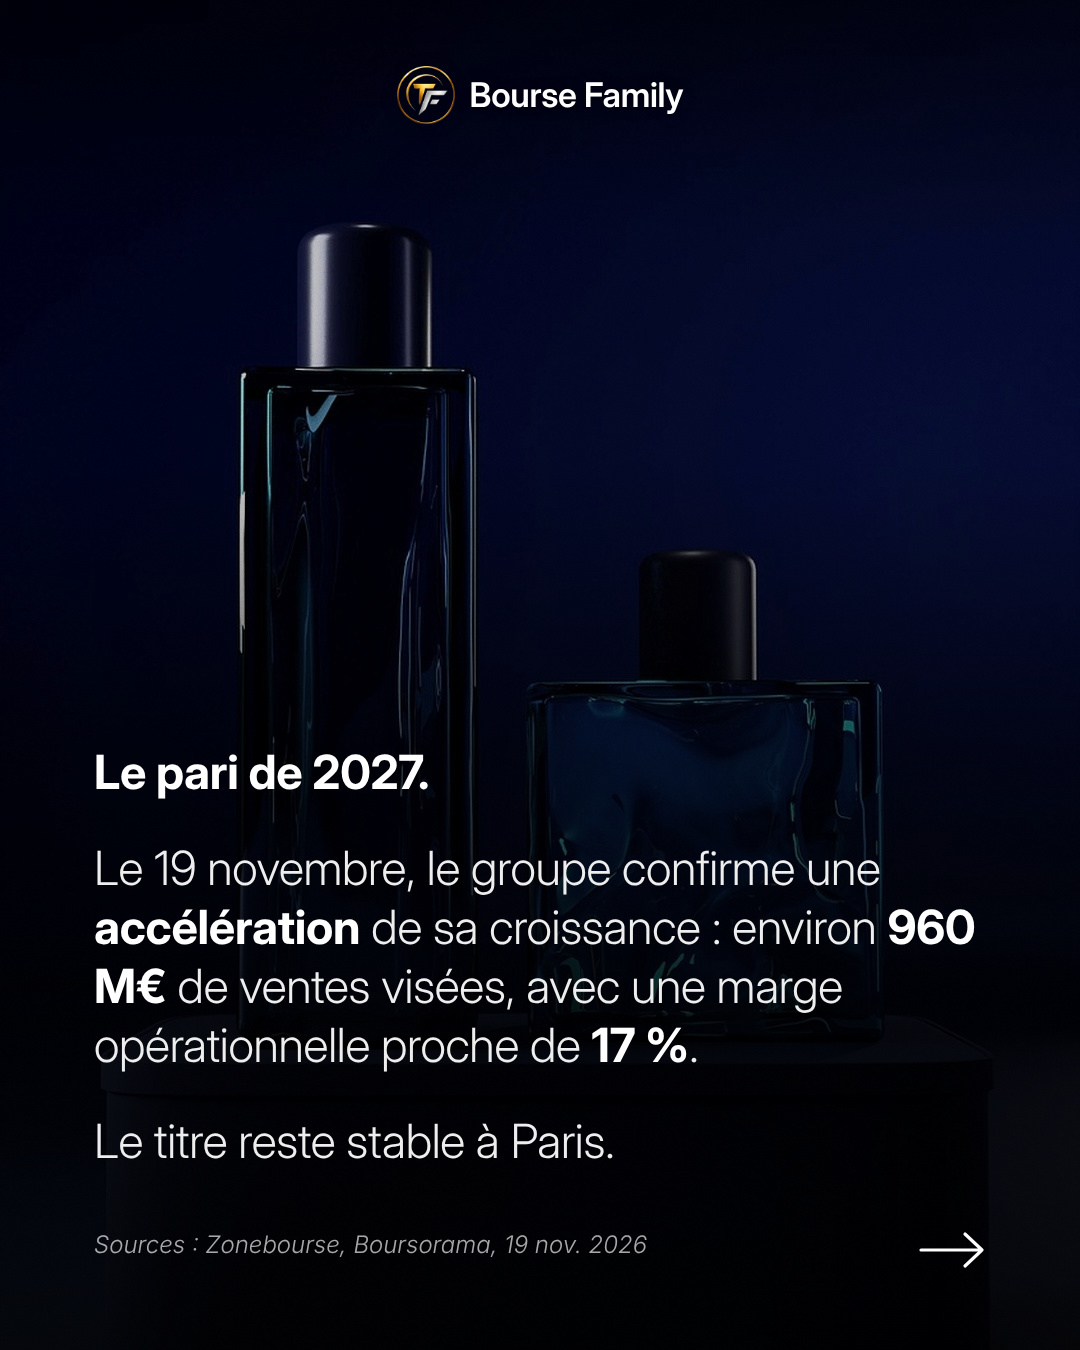 TF
Bourse Family
Le pari de 2027.
Le 19 novembre, le groupe confirme une
accélération de sa croissance : environ 960
M€ de ventes visées, avec une marge
opérationnelle proche de 17 %.
Le titre reste stable à Paris.
Sources : Zonebourse, Boursorama, 19 nov. 2026